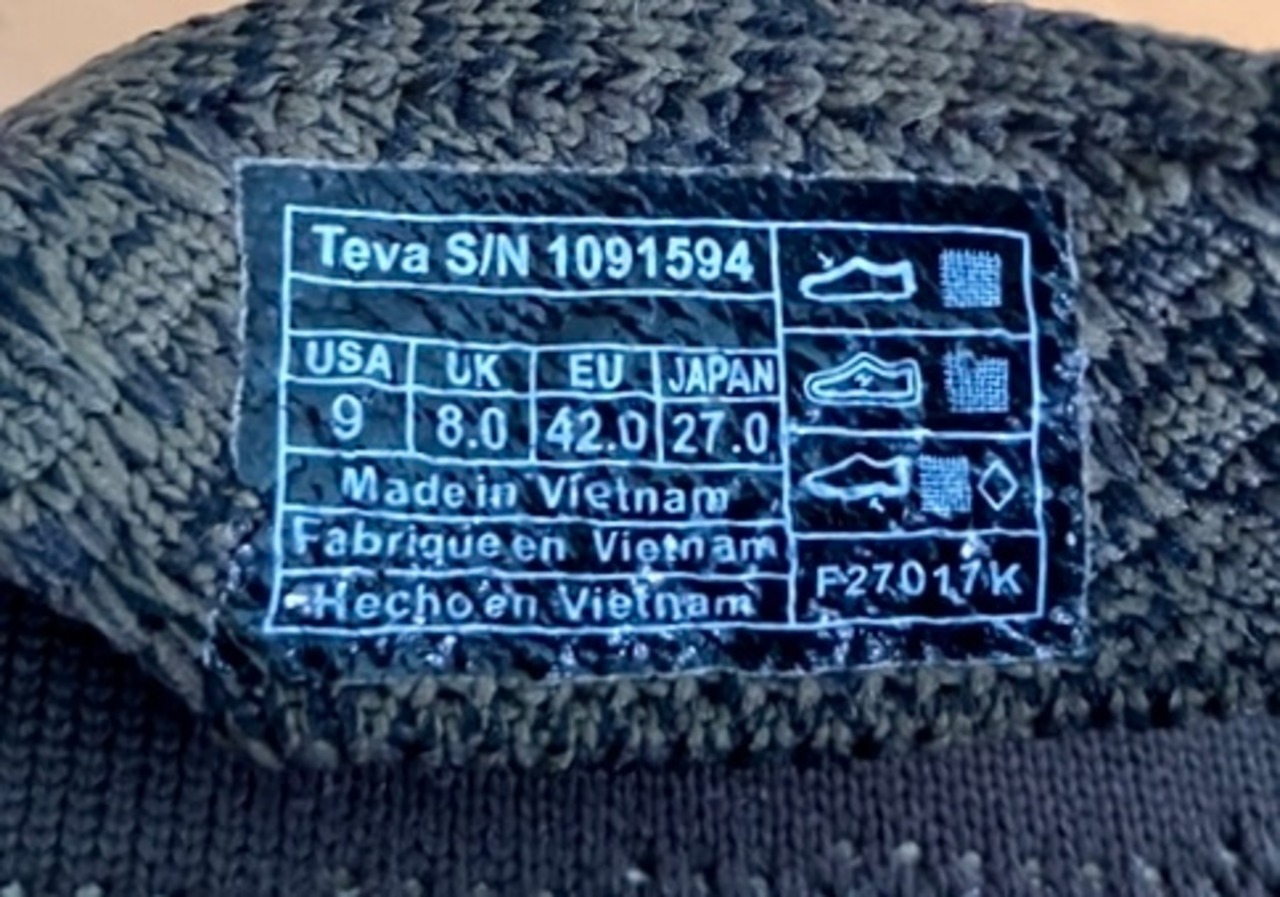 Teva S/N 1091594
USA UK EU JAPAN
9 8.0 42.0 27.0
Made in Vietnam
Fabrique en Vietnam
Hecho en Vietnam
F27017K